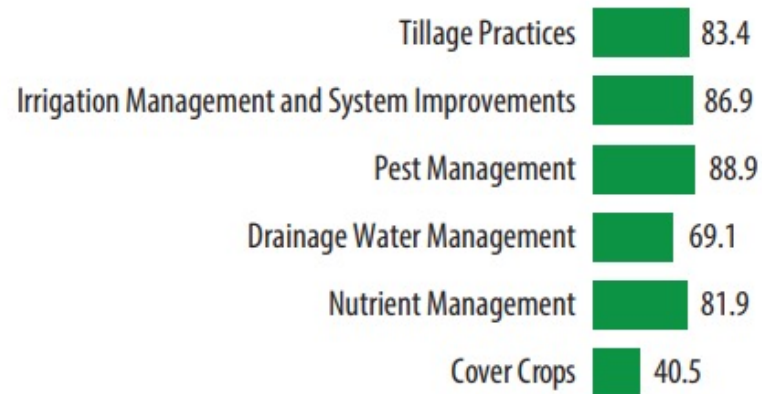 Tillage Practices 83.4
Irrigation Management and System Improvements 86.9
Pest Management 88.9
Drainage Water Management 69.1
Nutrient Management 81.9
Cover Crops 40.5